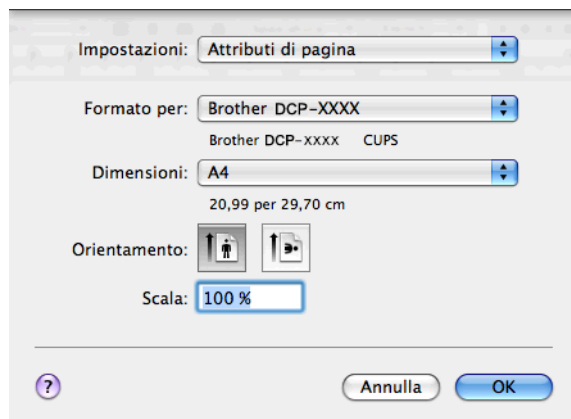 Impostazioni: Attributi di pagina
Formato per: Brother DCP-XXXX
Brother DCP-XXXX CUPS
Dimensioni: A4
20,99 per 29,70 cm
Orientamento:
Scala: 100 %
? Annulla OK